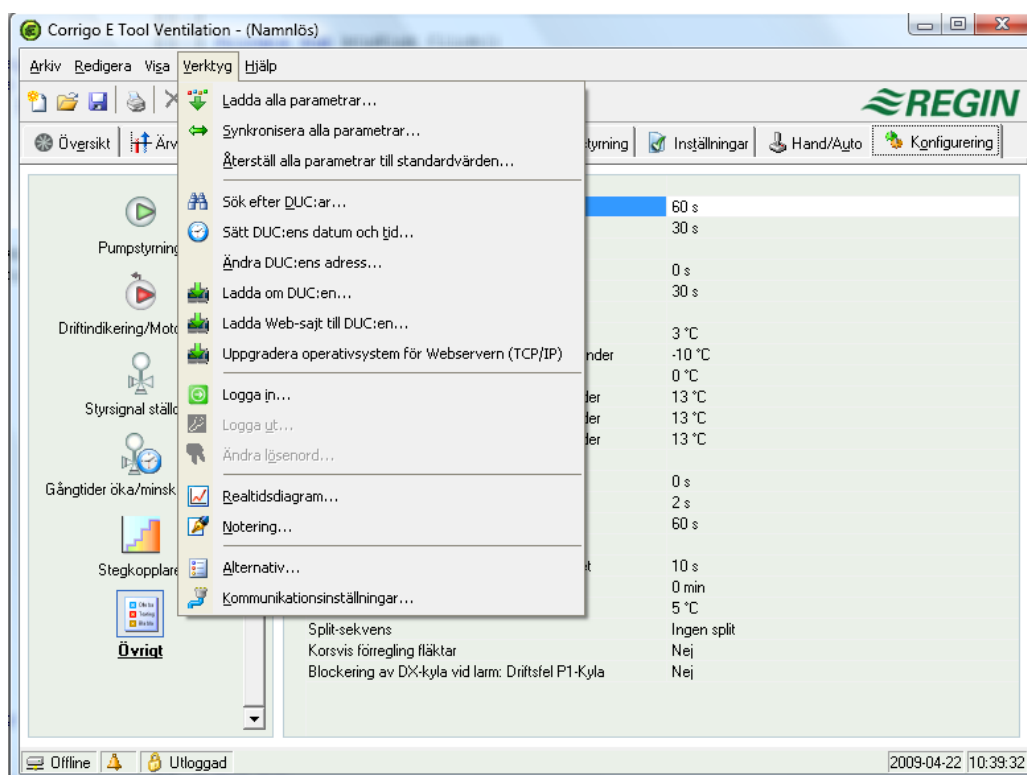 Corrigo E Tool Ventilation - (Namnlös)
Arkiv Redigera Visa Verktyg Hjälp
REGIN
Översikt
tyrning Inställningar Hand/Auto Konfigurering
Ladda alla parametrar...
Synkronisera alla parametrar...
Återställ alla parametrar till standardvärden...
Sök efter DUC:ar...
Sätt DUC:ens datum och tid...
Ändra DUC:ens adress...
Ladda om DUC:en...
Ladda Web-sajt till DUC:en...
Uppgradera operativsystem för Webservern (TCP/IP)
Logga in...
Logga ut...
Ändra lösenord...
Realtidsdiagram...
Notering...
Alternativ...
Kommunikationsinställningar...
Pumpstyrning
Driftindikering/Moto
Styrsignal ställd
Gångtider öka/minsk
Stegkopplare
Övrigt
60 s
30 s
0 s
30 s
3 °C
nder -10 °C
0 °C
der 13 °C
der 13 °C
der 13 °C
0 s
2 s
60 s
et 10 s
0 min
5 °C
Split-sekvens Ingen split
Korsvis förregling fläktar Nej
Blockering av DX-kyla vid larm: Driftsfel P1-Kyla Nej
Offline Utloggad 2009-04-22 10:39:32